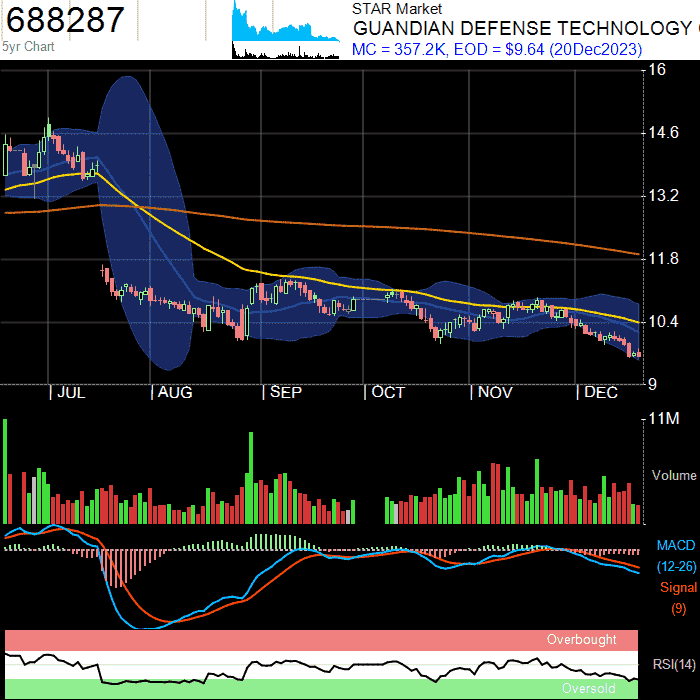 688287
5yr Chart
STAR Market
GUANDIAN DEFENSE TECHNOLOGY
MC = 357.2K, EOD = $9.64 (20Dec2023)
16
14.6
13.2
11.8
10.4
9
JUL
AUG
SEP
OCT
NOV
DEC
11M
Volume
MACD
(12-26)
Signal
(9)
Overbought
RSI(14)
Oversold